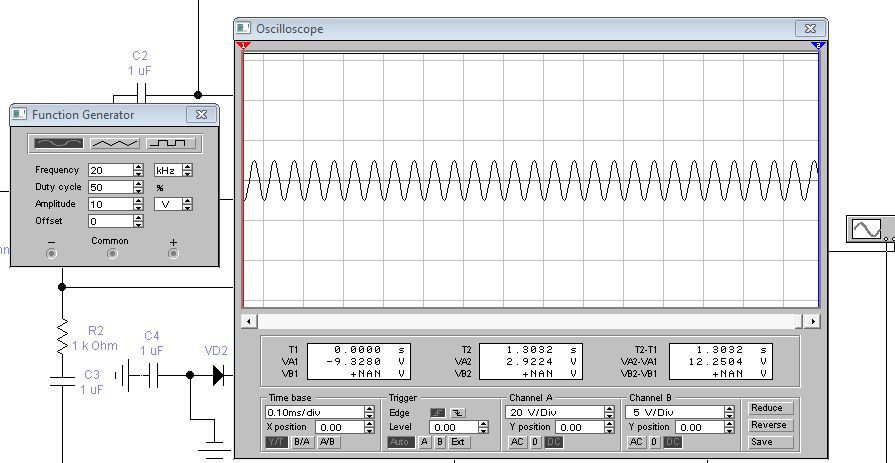 Oscilloscope
1
2
C2
1 uF
Function Generator
Frequency 20 kHz
Duty cycle 50 %
Amplitude 10 V
Offset 0
− Common +
R2
1 k Ohm
C4
1 uF
VD2
C3
1 uF
T1 0.0000 s
VA1 -9.3280 V
VB1 +NAN V
T2 1.3032 s
VA2 2.9224 V
VB2 +NAN V
T2-T1 1.3032 s
VA2-VA1 12.2504 V
VB2-VB1 +NAN V
Time base
0.10ms/div
X position 0.00
Y/T B/A A/B
Trigger
Edge
Level 0.00
Auto A B Ext
Channel A
20 V/Div
Y position 0.00
AC 0 DC
Channel B
5 V/Div
Y position 0.00
AC 0 DC
Reduce
Reverse
Save